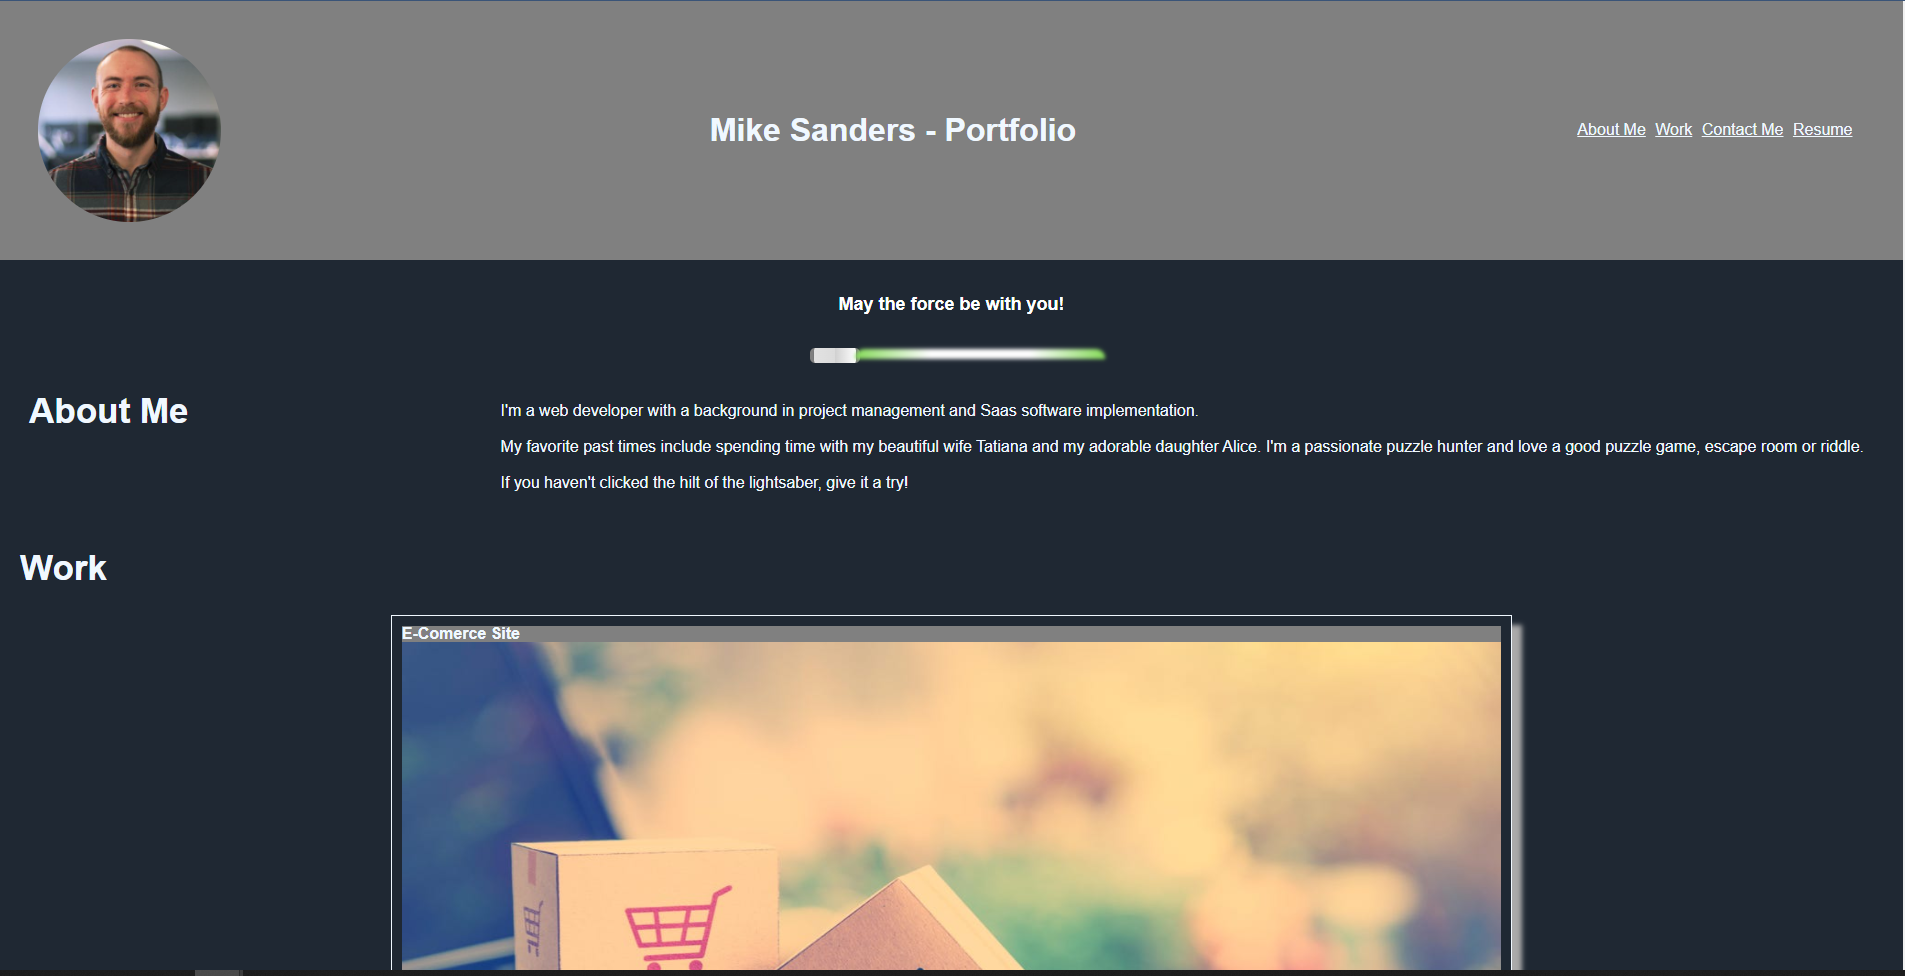 Mike Sanders - Portfolio
About Me Work Contact Me Resume
May the force be with you!
About Me
I'm a web developer with a background in project management and Saas software implementation.
My favorite past times include spending time with my beautiful wife Tatiana and my adorable daughter Alice. I'm a passionate puzzle hunter and love a good puzzle game, escape room or riddle.
If you haven't clicked the hilt of the lightsaber, give it a try!
Work
E-Comerce Site